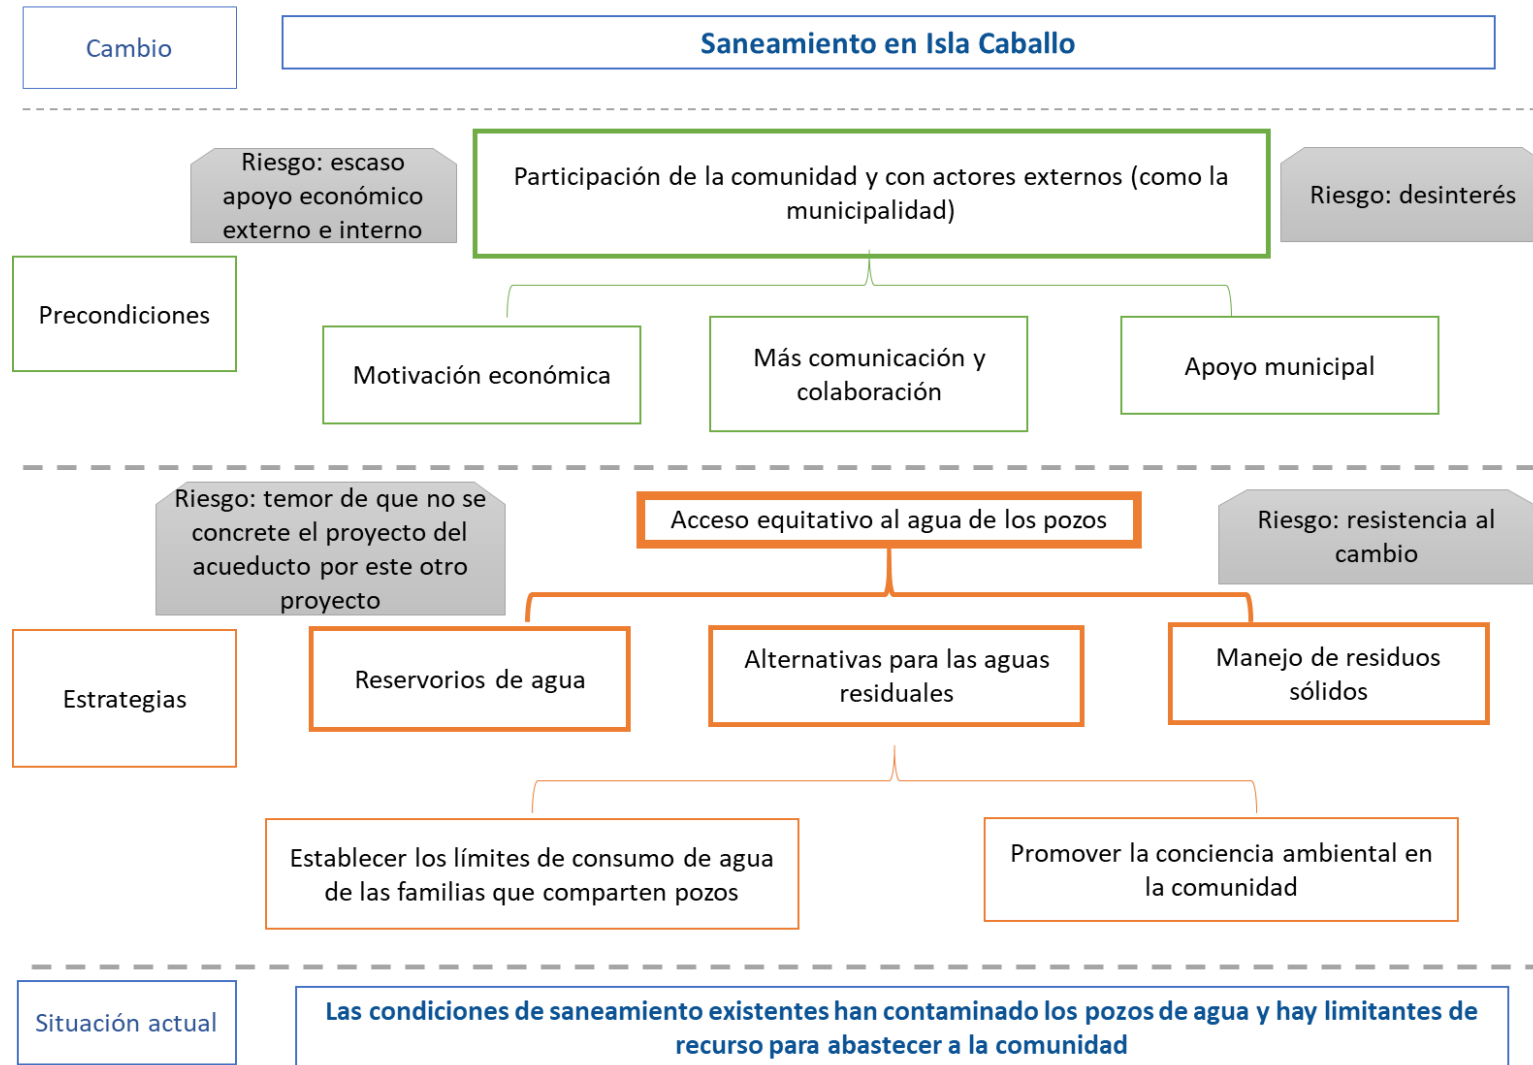 Cambio
Saneamiento en Isla Caballo
Riesgo: escaso
apoyo económico
externo e interno
Participación de la comunidad y con actores externos (como la
municipalidad)
Riesgo: desinterés
Precondiciones
Motivación económica
Más comunicación y
colaboración
Apoyo municipal
Riesgo: temor de que no se
concrete el proyecto del
acueducto por este otro
proyecto
Acceso equitativo al agua de los pozos
Riesgo: resistencia al
cambio
Estrategias
Reservorios de agua
Alternativas para las aguas
residuales
Manejo de residuos
sólidos
Establecer los límites de consumo de agua
de las familias que comparten pozos
Promover la conciencia ambiental en
la comunidad
Situación actual
Las condiciones de saneamiento existentes han contaminado los pozos de agua y hay limitantes de
recurso para abastecer a la comunidad